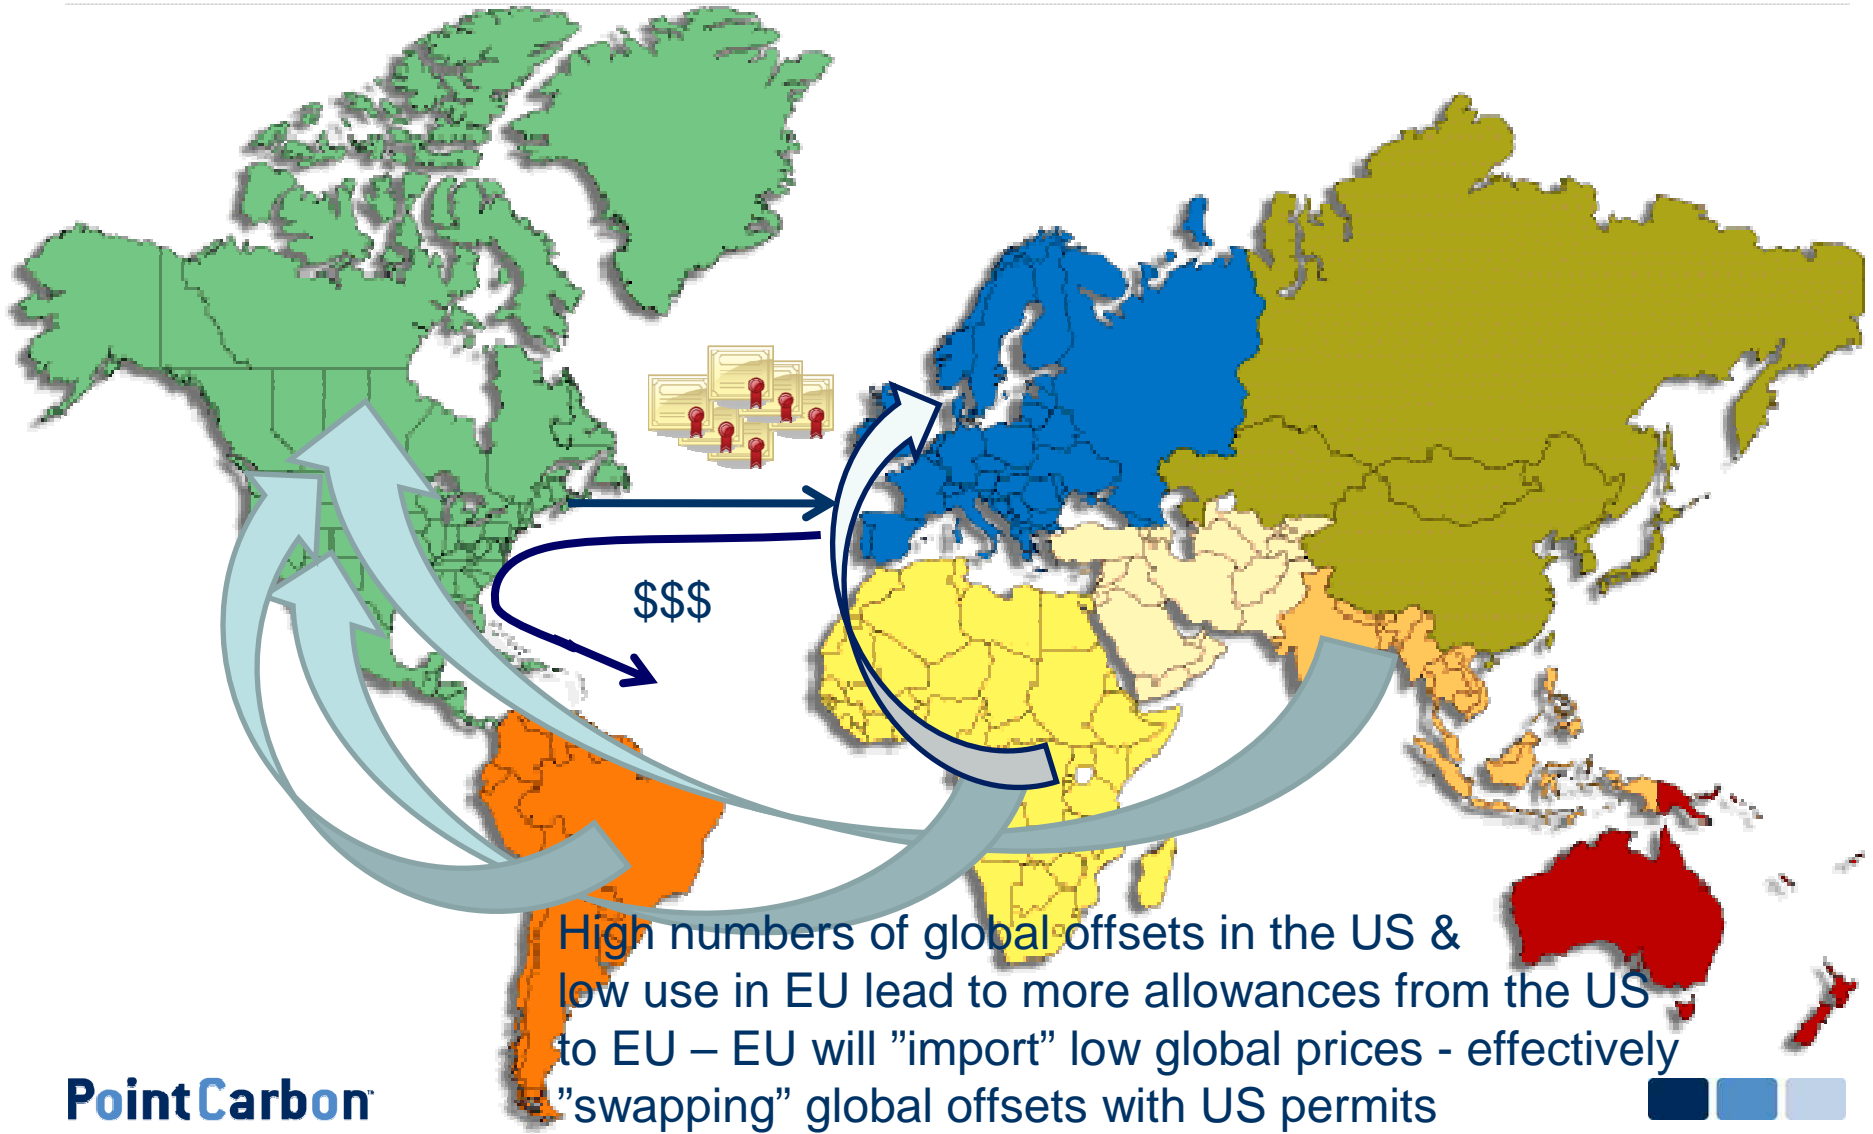 $$$
High numbers of global offsets in the US &
low use in EU lead to more allowances from the US
to EU – EU will ”import” low global prices - effectively
”swapping” global offsets with US permits
PointCarbon™